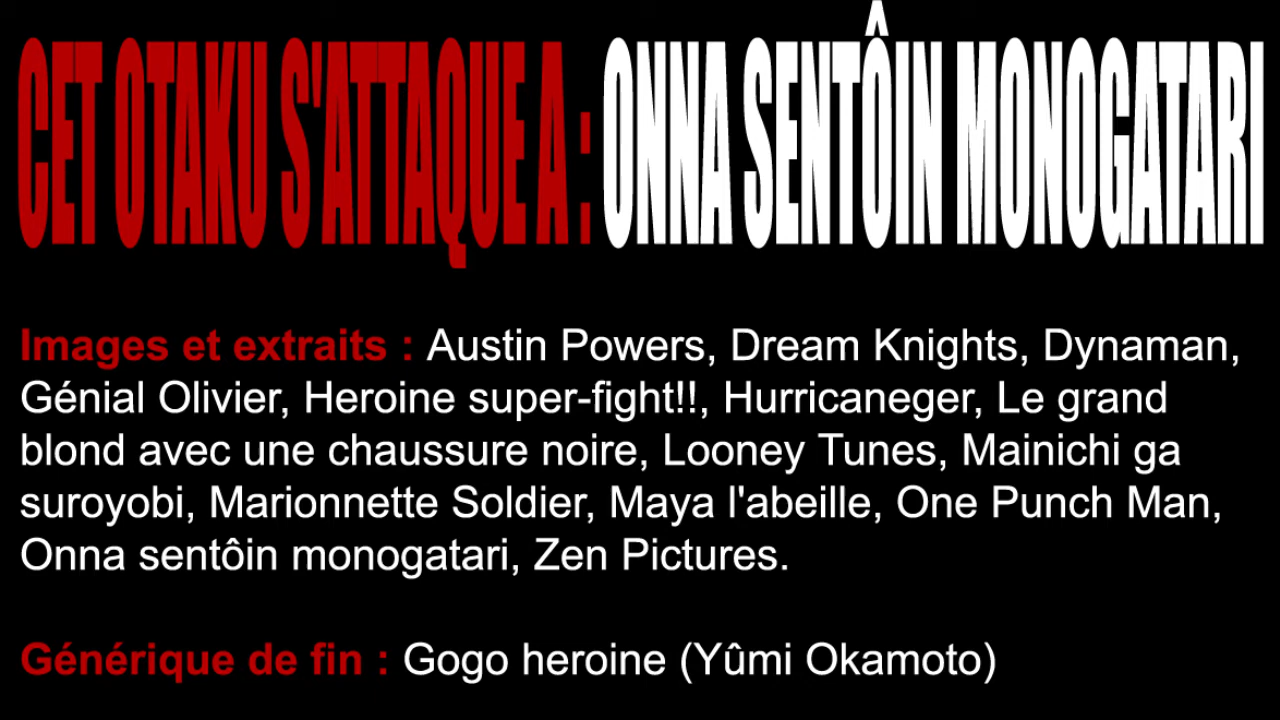 CET OTAKU S'ATTAQUE A : ONNA SENTÔIN MONOGATARI
Images et extraits : Austin Powers, Dream Knights, Dynaman,
Génial Olivier, Heroine super-fight!!, Hurricaneger, Le grand
blond avec une chaussure noire, Looney Tunes, Mainichi ga
suroyobi, Marionnette Soldier, Maya l'abeille, One Punch Man,
Onna sentôin monogatari, Zen Pictures.
Générique de fin : Gogo heroine (Yûmi Okamoto)